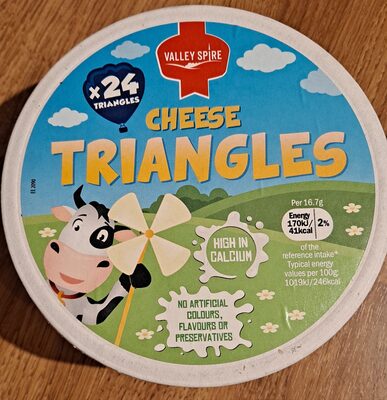 VALLEY SPIRE
x24
TRIANGLES
CHEESE
TRIANGLES
Per 16.7g
Energy
170kJ/
41kcal
2%
of the
reference intake*
Typical energy
values per 100g:
1019kJ/246kcal
HIGH IN
CALCIUM
NO ARTIFICIAL
COLOURS,
FLAVOURS OR
PRESERVATIVES